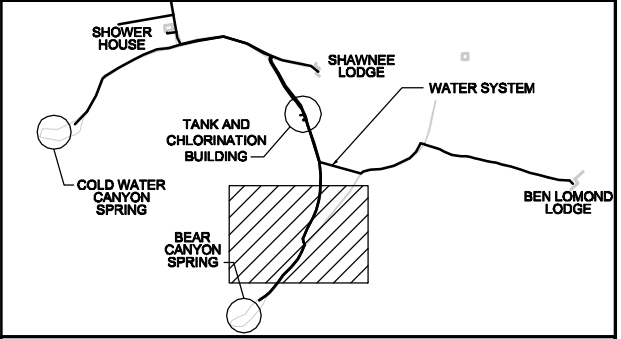 SHOWER
HOUSE
SHAWNEE
LODGE
WATER SYSTEM
TANK AND
CHLORINATION
BUILDING
COLD WATER
CANYON
SPRING
BEN LOMOND
LODGE
BEAR
CANYON
SPRING